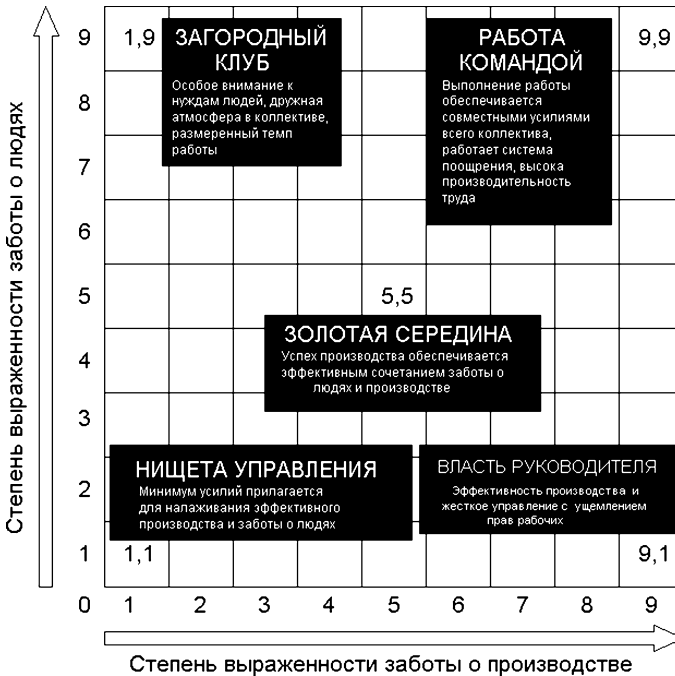 Степень выраженности заботы о людях
9
8
7
6
5
4
3
2
1
0
1,9
ЗАГОРОДНЫЙ
КЛУБ
Особое внимание к
нуждам людей, дружная
атмосфера в коллективе,
размеренный темп
работы
РАБОТА
КОМАНДОЙ
Выполнение работы
обеспечивается
совместными усилиями
всего коллектива,
работает система
поощрения, высока
производительность
труда
9,9
5,5
ЗОЛОТАЯ СЕРЕДИНА
Успех производства обеспечивается
эффективным сочетанием заботы о
людях и производстве
НИЩЕТА УПРАВЛЕНИЯ
Минимум усилий прилагается
для налаживания эффективного
производства и заботы о людях
ВЛАСТЬ РУКОВОДИТЕЛЯ
Эффективность производства и
жесткое управление с ущемлением
прав рабочих
1,1
9,1
1 2 3 4 5 6 7 8 9
Степень выраженности заботы о производстве